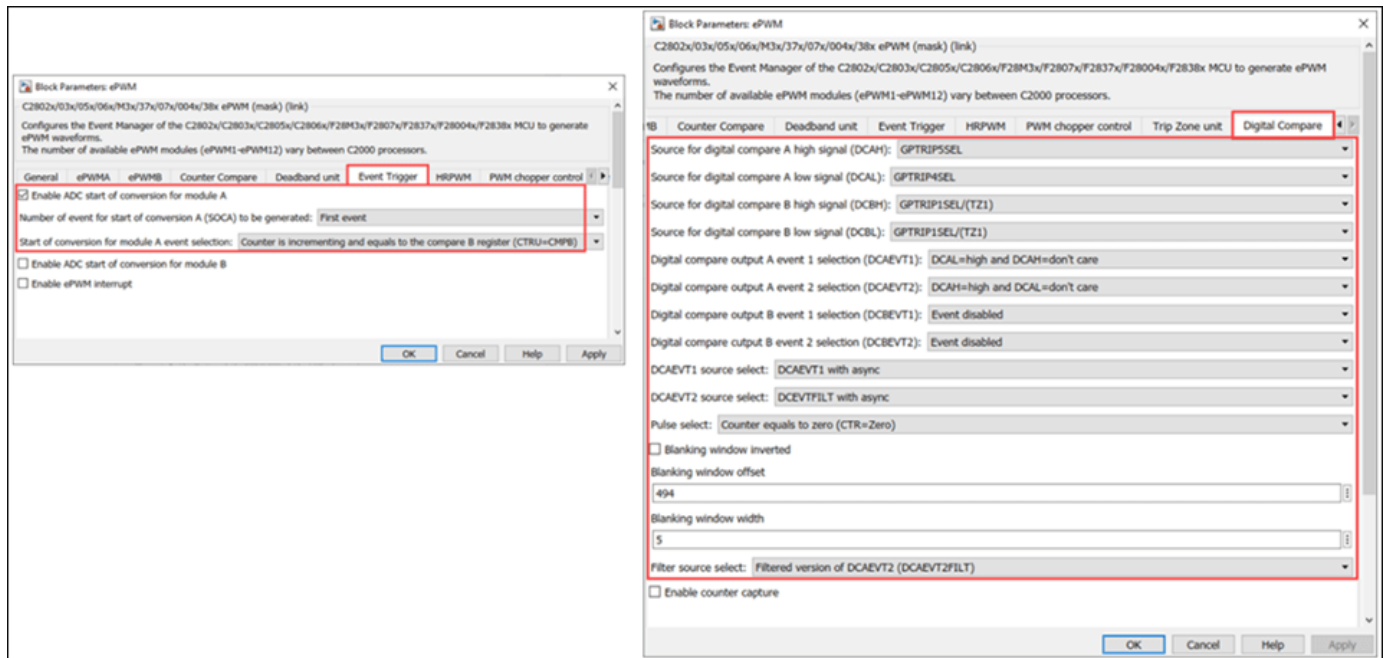 Block Parameters: ePWM
C2802x/03x/05x/06x/M3x/37x/07x/004x/38x ePWM (mask) (link)
Configures the Event Manager of the C2802x/C2803x/C2805x/C2806x/F28M3x/F2807x/F2837x/F28004x/F2838x MCU to generate
ePWM waveforms.
The number of available ePWM modules (ePWM1-ePWM12) vary between C2000 processors.
General ePWMA ePWMB Counter Compare Deadband unit Event Trigger HRPWM PWM chopper control
Enable ADC start of conversion for module A
Number of event for start of conversion A (SOCA) to be generated: First event
Start of conversion for module A event selection: Counter is incrementing and equals to the compare B register (CTRU=CMPB)
Enable ADC start of conversion for module B
Enable ePWM interrupt
OK Cancel Help Apply
Block Parameters: ePWM
C2802x/03x/05x/06x/M3x/37x/07x/004x/38x ePWM (mask) (link)
Configures the Event Manager of the C2802x/C2803x/C2805x/C2806x/F28M3x/F2807x/F2837x/F28004x/F2838x MCU to generate ePWM
waveforms.
The number of available ePWM modules (ePWM1-ePWM12) vary between C2000 processors.
Counter Compare Deadband unit Event Trigger HRPWM PWM chopper control Trip Zone unit Digital Compare
Source for digital compare A high signal (DCAH): GPTRIP5SEL
Source for digital compare A low signal (DCAL): GPTRIP4SEL
Source for digital compare B high signal (DCBH): GPTRIP1SEL/(TZ1)
Source for digital compare B low signal (DCBL): GPTRIP1SEL/(TZ1)
Digital compare output A event 1 selection (DCAEVT1): DCAL=high and DCAH=don't care
Digital compare output A event 2 selection (DCAEVT2): DCAH=high and DCAL=don't care
Digital compare output B event 1 selection (DCBEVT1): Event disabled
Digital compare output B event 2 selection (DCBEVT2): Event disabled
DCAEVT1 source select: DCAEVT1 with async
DCAEVT2 source select: DCEVTFILT with async
Pulse select: Counter equals to zero (CTR=Zero)
Blanking window inverted
Blanking window offset
494
Blanking window width
5
Filter source select: Filtered version of DCAEVT2 (DCAEVT2FILT)
Enable counter capture
OK Cancel Help Apply